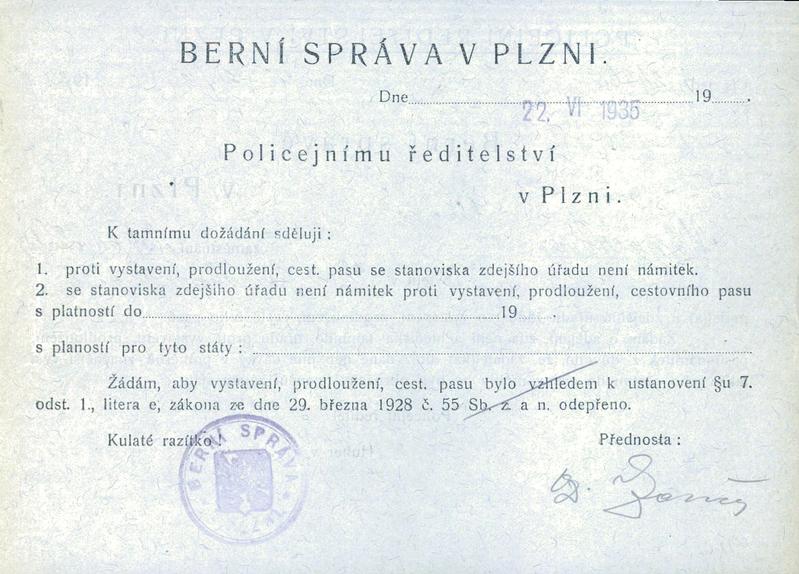 BERNÍ SPRÁVA V PLZNI.
Dne 22. VI 1935 19 .
Policejnímu ředitelství
v Plzni.
K tamnímu dožádání sděluji :
1. proti vystavení, prodloužení, cest. pasu se stanoviska zdejšího úřadu není námitek.
2. se stanoviska zdejšího úřadu není námitek proti vystavení, prodloužení, cestovního pasu
s platností do 19 .
s plaností pro tyto státy :
Žádám, aby vystavení, prodloužení, cest. pasu bylo vzhledem k ustanovení §u 7.
odst. 1., litera e, zákona ze dne 29. března 1928 č. 55 Sb. z. a n. odepřeno.
Kulaté razítko : Přednosta :
BERNÍ SPRÁVA